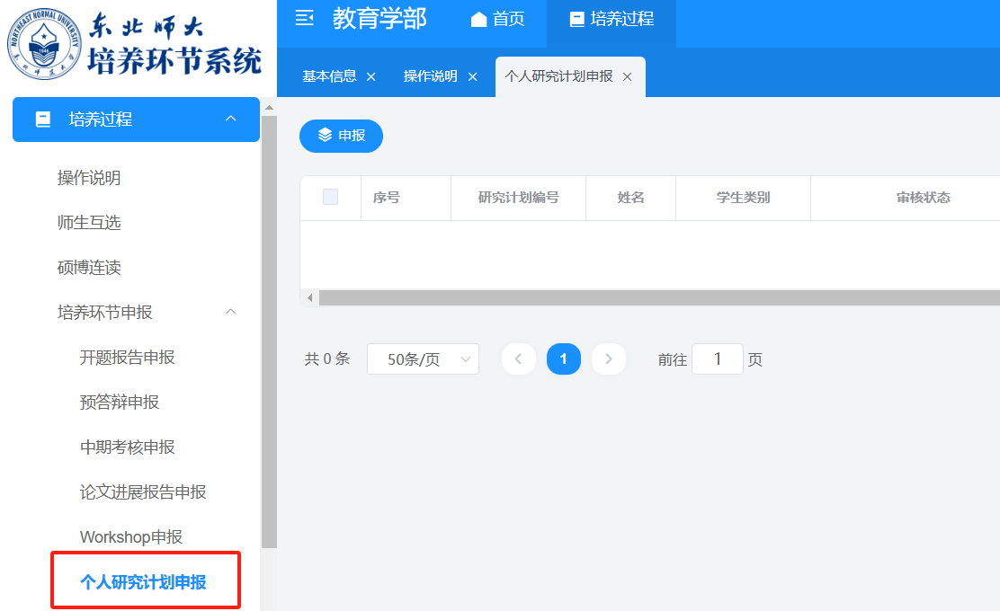 NORTHEAST NORMAL UNIVERSITY
1946
东北师大
东北师大
培养环节系统
教育学部
首页
培养过程
基本信息 ×
操作说明 ×
个人研究计划申报 ×
培养过程
操作说明
师生互选
硕博连读
培养环节申报
开题报告申报
预答辩申报
中期考核申报
论文进展报告申报
Workshop申报
个人研究计划申报
申报
序号 研究计划编号 姓名 学生类别 审核状态
共 0 条 50条/页 1 前往 1 页